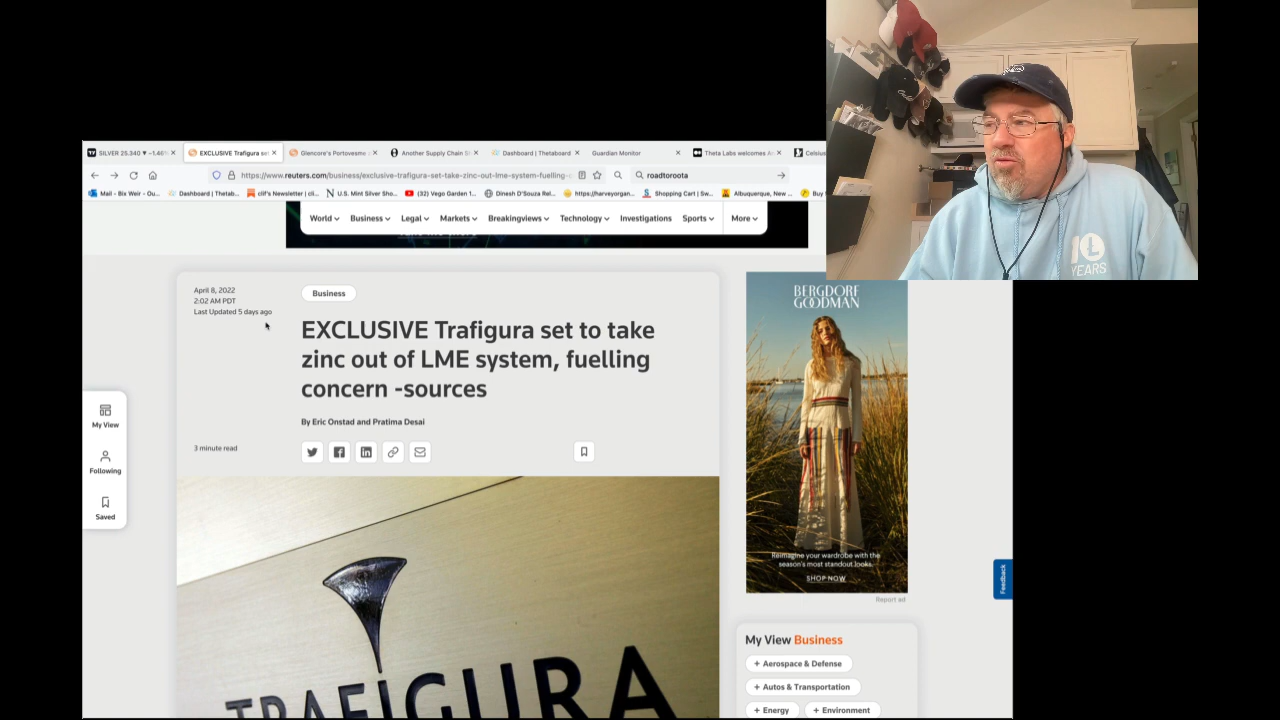 10
YEARS
SILVER 25.340 ▼ −1.46%
EXCLUSIVE Trafigura se
Glencore's Portovesme
Another Supply Chain S
Dashboard | Thetaboard
Guardian Monitor
Theta Labs welcomes A
Celsius
https://www.reuters.com/business/exclusive-trafigura-set-take-zinc-out-lme-system-fuelling-
roadtoroota
Mail - Bix Weir - Ou...
Dashboard | Thetab...
clif's Newsletter | cli...
U.S. Mint Silver Sho...
(32) Vego Garden 1...
Dinesh D'Souza Rel...
https://harveyorgan...
Shopping Cart | Sw...
Albuquerque, New ...
Buy
World
Business
Legal
Markets
Breakingviews
Technology
Investigations
Sports
More
April 8, 2022
2:02 AM PDT
Last Updated 5 days ago
Business
EXCLUSIVE Trafigura set to take
zinc out of LME system, fuelling
concern -sources
By Eric Onstad and Pratima Desai
3 minute read
My View
Following
Saved
TRAFIGURA
BERGDORF
GOODMAN
Reimagine your wardrobe with the
season's most standout looks.
SHOP NOW
Report ad
Feedback
My View Business
+ Aerospace & Defense
+ Autos & Transportation
+ Energy
+ Environment